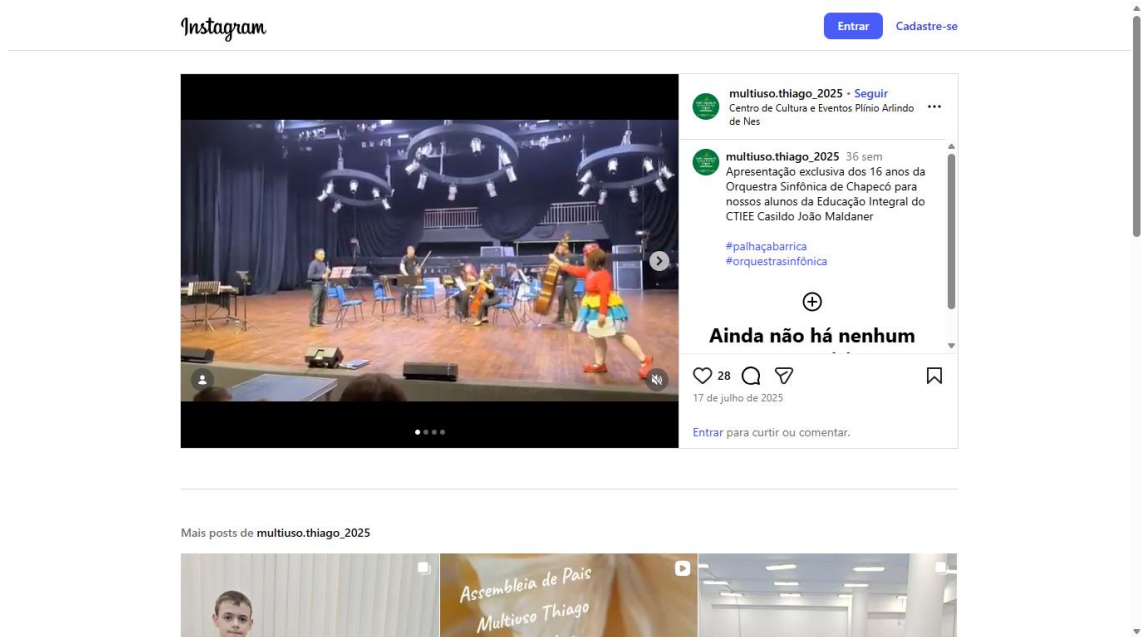 Instagram
Entrar
Cadastre-se
multiuso.thiago_2025 • Seguir
Centro de Cultura e Eventos Plínio Arlindo
de Nes
multiuso.thiago_2025 36 sem
Apresentação exclusiva dos 16 anos da
Orquestra Sinfônica de Chapecó para
nossos alunos da Educação Integral do
CTIEE Casildo João Maldaner
#palhaçabarrica
#orquestrasinfônica
Ainda não há nenhum
28
17 de julho de 2025
Entrar para curtir ou comentar.
Mais posts de multiuso.thiago_2025
Assembleia de Pais
Multiuso Thiago